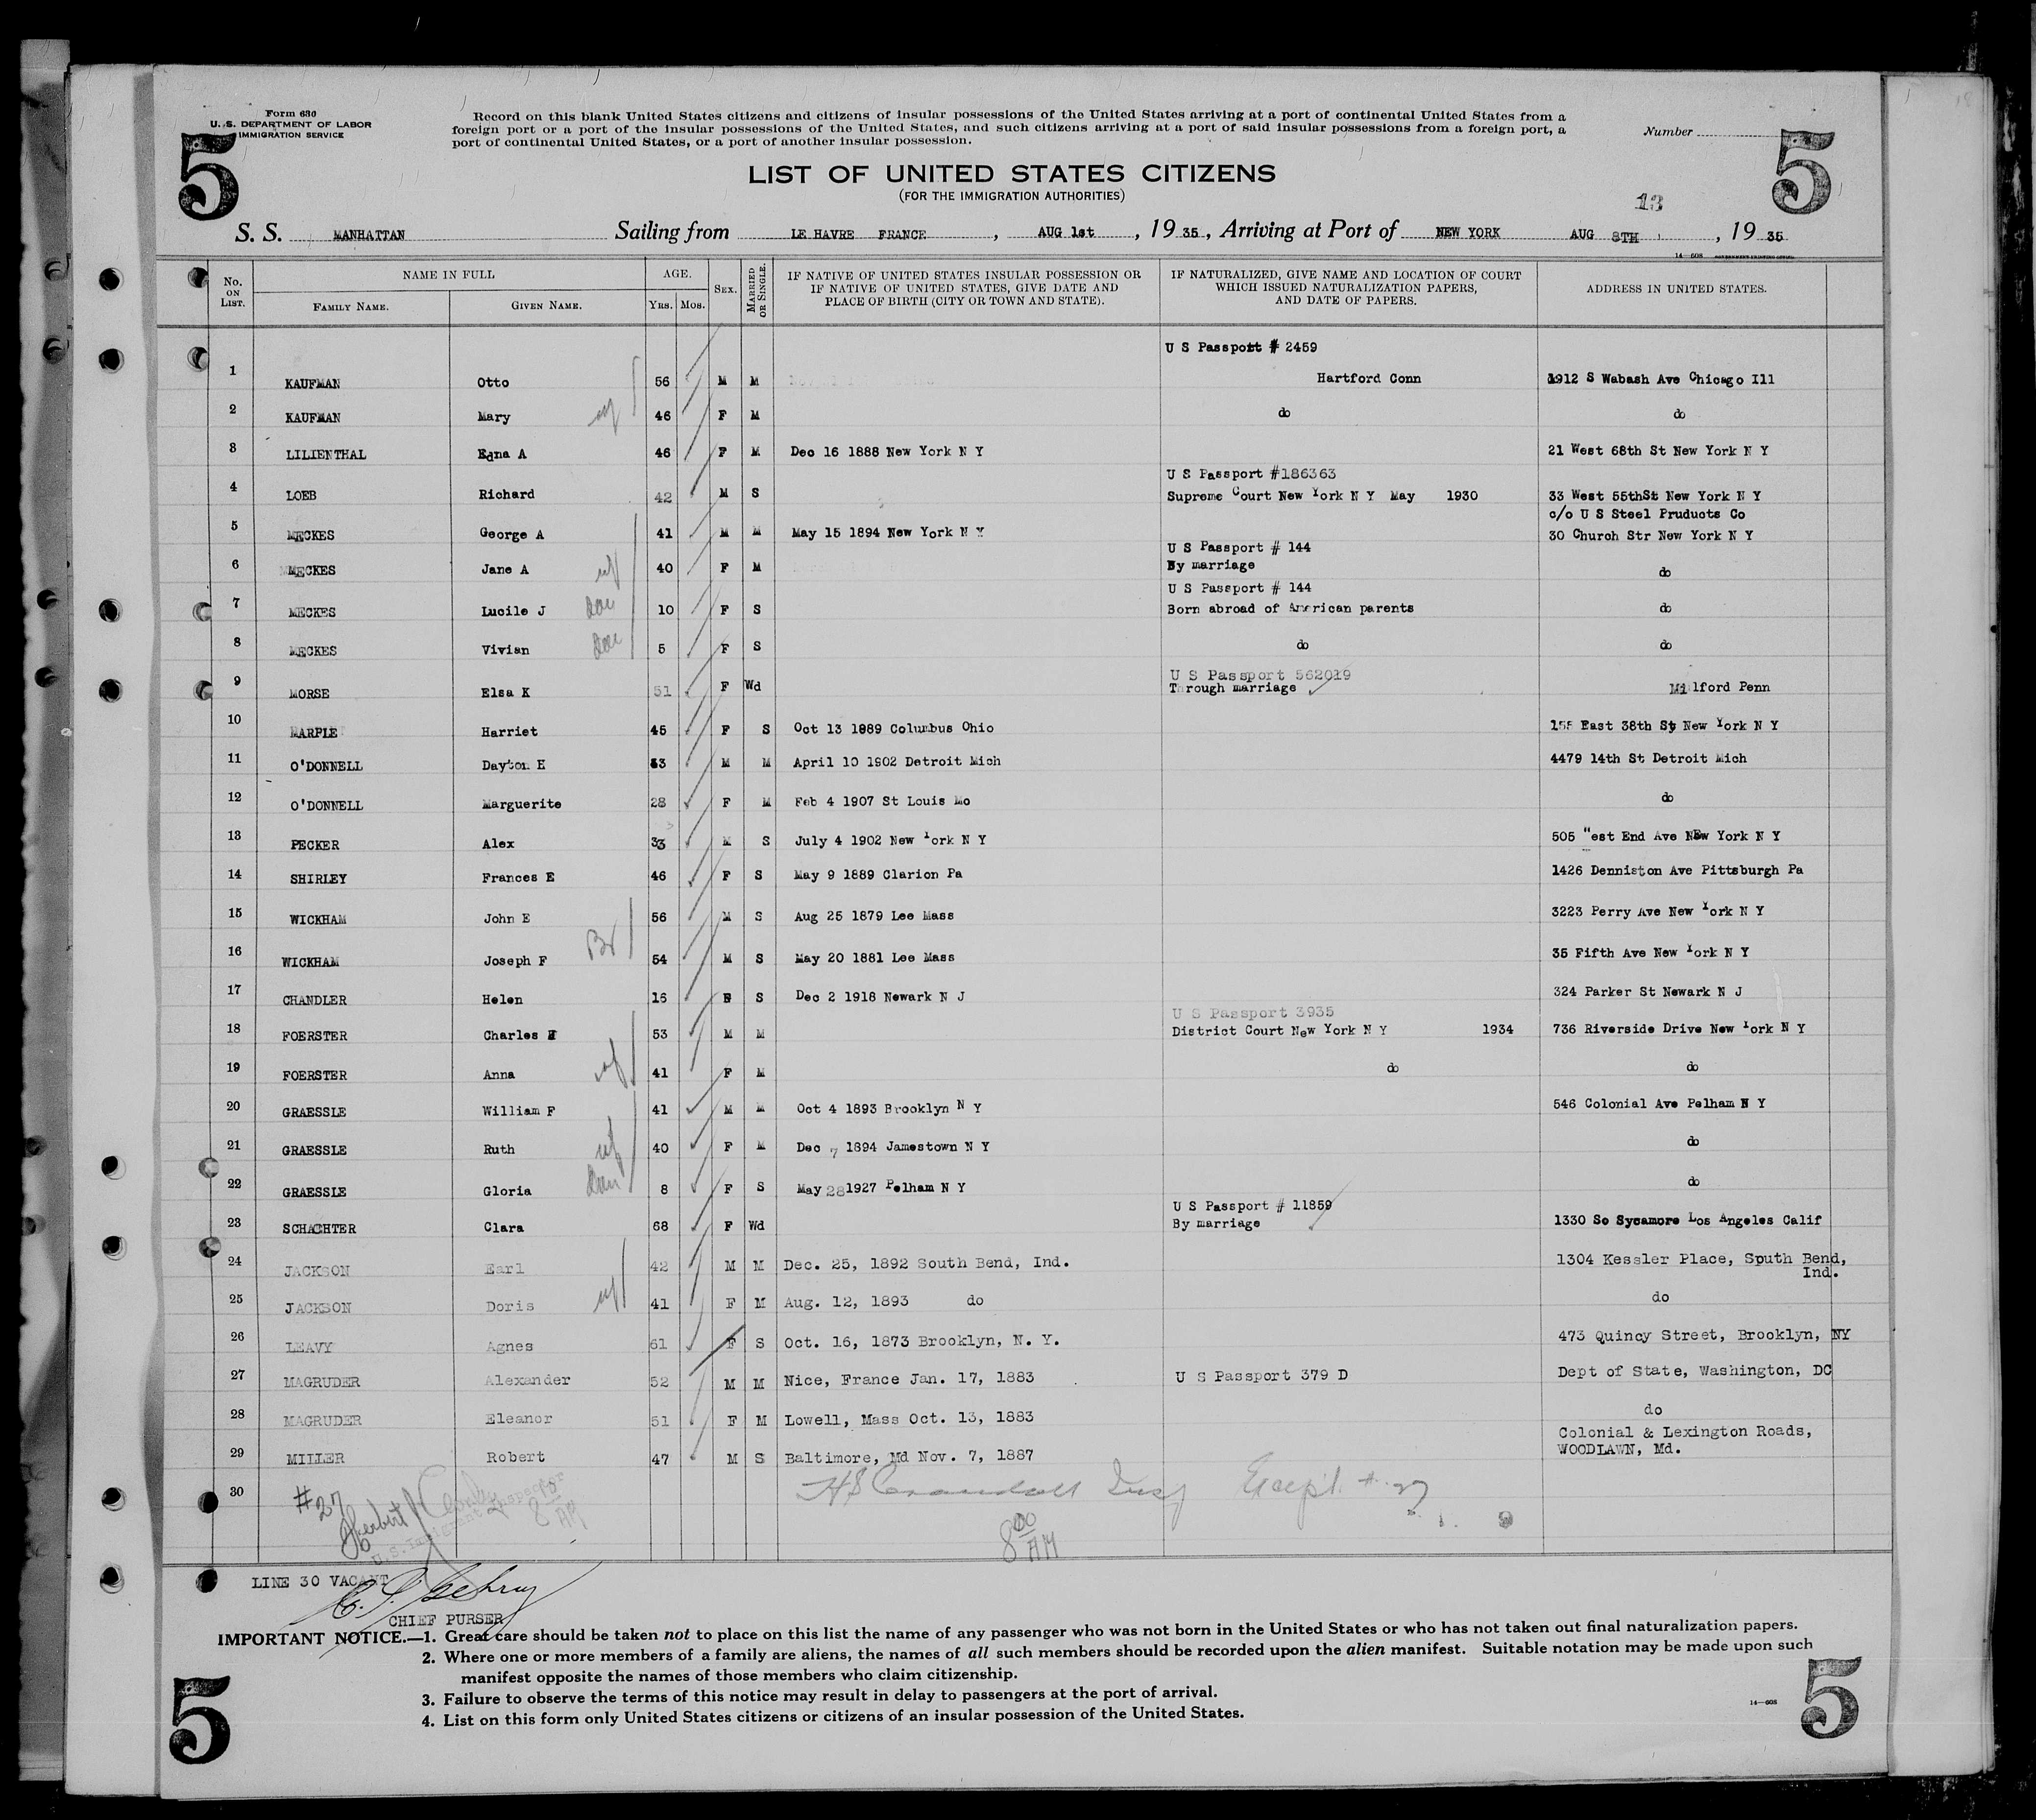 Form 630
U. S. DEPARTMENT OF LABOR
IMMIGRATION SERVICE
5
5
Record on this blank United States citizens and citizens of insular possessions of the United States arriving at a port of continental United States from a
foreign port or a port of the insular possessions of the United States, and such citizens arriving at a port of said insular possessions from a foreign port, a
port of continental United States, or a port of another insular possession.
Number
LIST OF UNITED STATES CITIZENS
(FOR THE IMMIGRATION AUTHORITIES)
13
S. S. MANHATTAN Sailing from LE HAVRE FRANCE , AUG 1st , 19 35 , Arriving at Port of NEW YORK AUG 8TH , 19 35
14—608
No. ON LIST. NAME IN FULL FAMILY NAME. GIVEN NAME. AGE. YRS. MOS. SEX. MARRIED OR SINGLE. IF NATIVE OF UNITED STATES INSULAR POSSESSION OR IF NATIVE OF UNITED STATES, GIVE DATE AND PLACE OF BIRTH (CITY OR TOWN AND STATE). IF NATURALIZED, GIVE NAME AND LOCATION OF COURT WHICH ISSUED NATURALIZATION PAPERS, AND DATE OF PAPERS. ADDRESS IN UNITED STATES.
U S Passport # 2459
1 KAUFMAN Otto 56 M M Hartford Conn 1912 S Wabash Ave Chicago Ill
2 KAUFMAN Mary wf 46 F M do do
3 LILIENTHAL Edna A 46 F M Dec 16 1888 New York N Y 21 West 68th St New York N Y
U S Passport #186363
4 LOEB Richard 42 M S Supreme Court New York N Y May 1930 33 West 55thSt New York N Y
c/o U S Steel Pruducts Co
5 MECKES George A 41 M M May 15 1894 New York N Y 30 Church Str New York N Y
U S Passport # 144
6 MECKES Jane A wf 40 F M By marriage do
U S Passport # 144
7 MECKES Lucile J dau 10 F S Born abroad of American parents do
8 MECKES Vivian dau 5 F S do do
U S Passport 562019
9 MORSE Elsa K 51 F Wd Through marriage Milford Penn
10 MARPLE Harriet 45 F S Oct 13 1889 Columbus Ohio 155 East 38th St New York N Y
11 O'DONNELL Dayton E 33 M M April 10 1902 Detroit Mich 4479 14th St Detroit Mich
12 O'DONNELL Marguerite 28 F M Feb 4 1907 St Louis Mo do
13 PECKER Alex 33 M S July 4 1902 New York N Y 505 West End Ave New York N Y
14 SHIRLEY Frances E 46 F S May 9 1889 Clarion Pa 1426 Denniston Ave Pittsburgh Pa
15 WICKHAM John E 56 M S Aug 25 1879 Lee Mass 3223 Perry Ave New York N Y
16 WICKHAM Joseph F Br 54 M S May 20 1881 Lee Mass 35 Fifth Ave New York N Y
17 CHANDLER Helen 16 F S Dec 2 1918 Newark N J 324 Parker St Newark N J
U S Passport 3935
18 FOERSTER Charles H 53 M M District Court New York N Y 1934 736 Riverside Drive New York N Y
19 FOERSTER Anna wf 41 F M do do
20 GRAESSLE William F 41 M M Oct 4 1893 Brooklyn N Y 546 Colonial Ave Pelham N Y
21 GRAESSLE Ruth wf 40 F M Dec 7 1894 Jamestown N Y do
22 GRAESSLE Gloria dau 8 F S May 28 1927 Pelham N Y do
U S Passport # 11859
23 SCHACHTER Clara 68 F Wd By marriage 1330 So Sycamore Los Angeles Calif
24 JACKSON Earl 42 M M Dec. 25, 1892 South Bend, Ind. 1304 Kessler Place, South Bend,
Ind.
25 JACKSON Doris wf 41 F M Aug. 12, 1893 do do
26 LEAVY Agnes 61 F S Oct. 16, 1873 Brooklyn, N. Y. 473 Quincy Street, Brooklyn, NY
27 MAGRUDER Alexander 52 M M Nice, France Jan. 17, 1883 U S Passport 379 D Dept of State, Washington, DC
28 MAGRUDER Eleanor 51 F M Lowell, Mass Oct. 13, 1883 do
Colonial & Lexington Roads,
29 MILLER Robert 47 M S Baltimore, Md Nov. 7, 1887 WOODLAWN, Md.
30 #27 Herbert U.S. Immigrant Inspector 8 10 AM H S Crandall Insp Except # 27
8 00 AM
LINE 30 VACANT
CHIEF PURSER
IMPORTANT NOTICE.—1. Great care should be taken not to place on this list the name of any passenger who was not born in the United States or who has not taken out final naturalization papers.
2. Where one or more members of a family are aliens, the names of all such members should be recorded upon the alien manifest. Suitable notation may be made upon such
manifest opposite the names of those members who claim citizenship.
3. Failure to observe the terms of this notice may result in delay to passengers at the port of arrival.
4. List on this form only United States citizens or citizens of an insular possession of the United States.
14—608
5
5